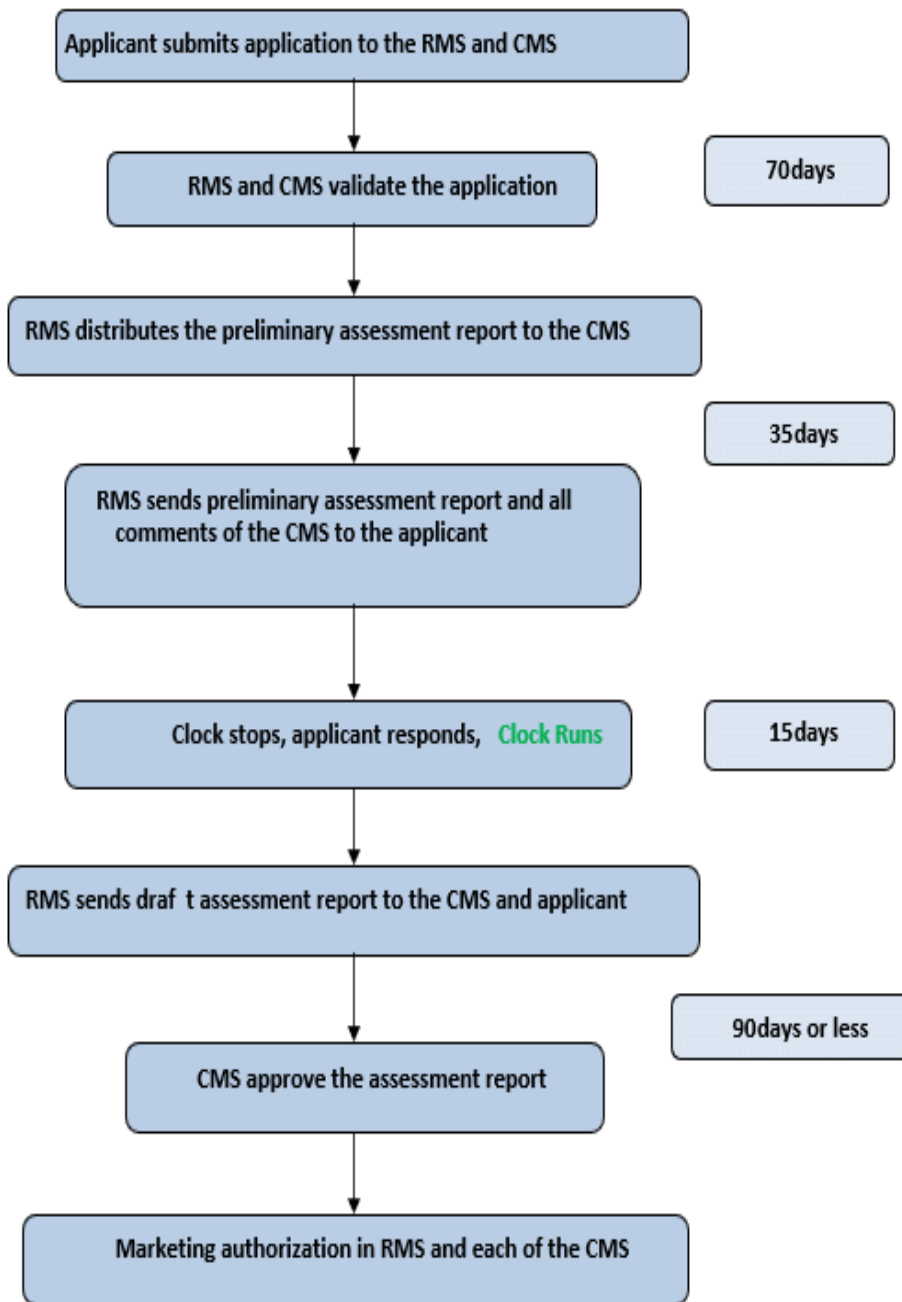 Applicant submits application to the RMS and CMS
RMS and CMS validate the application
70days
RMS distributes the preliminary assessment report to the CMS
35days
RMS sends preliminary assessment report and all
comments of the CMS to the applicant
Clock stops, applicant responds, Clock Runs
15days
RMS sends draf t assessment report to the CMS and applicant
90days or less
CMS approve the assessment report
Marketing authorization in RMS and each of the CMS